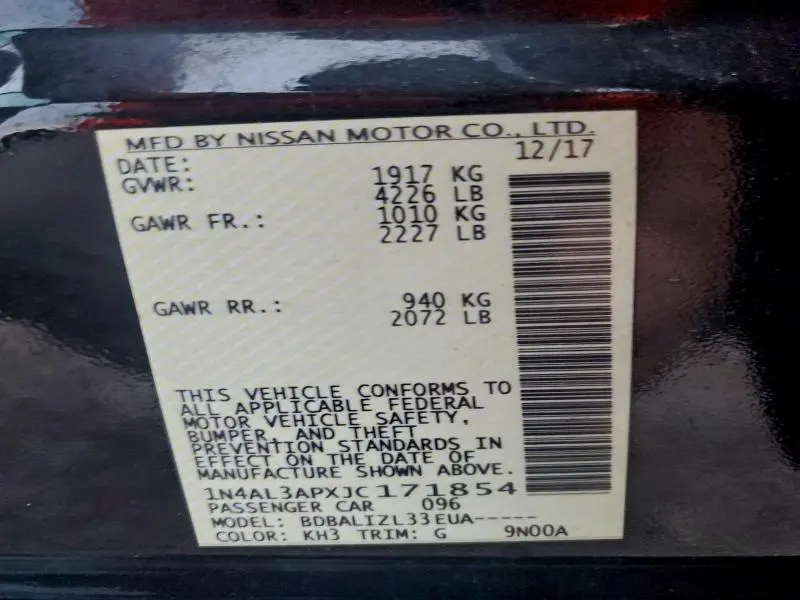 MFD BY NISSAN MOTOR CO., LTD.
DATE: 12/17
GVWR: 1917 KG
4226 LB
GAWR FR.: 1010 KG
2227 LB
GAWR RR.: 940 KG
2072 LB
THIS VEHICLE CONFORMS TO
ALL APPLICABLE FEDERAL
MOTOR VEHICLE SAFETY,
BUMPER, AND THEFT
PREVENTION STANDARDS IN
EFFECT ON THE DATE OF
MANUFACTURE SHOWN ABOVE.
1N4AL3APXJC171854
PASSENGER CAR 096
MODEL: BDBALIZL33EUA-----
COLOR: KH3 TRIM: G 9N00A